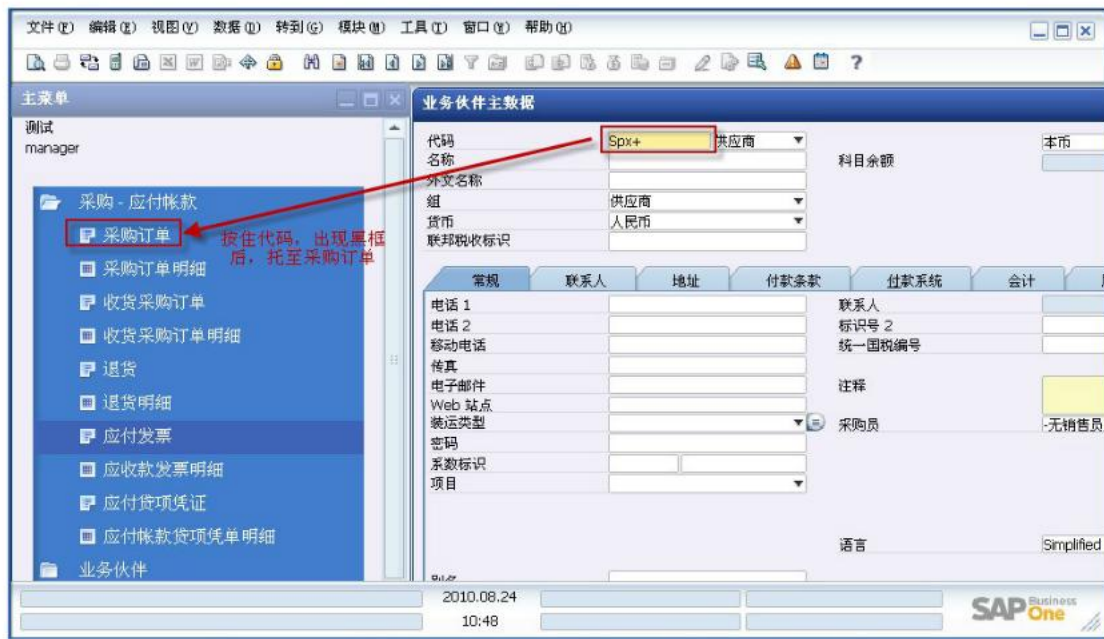 文件(F) 编辑(E) 视图(V) 数据(D) 转到(G) 模块(M) 工具(T) 窗口(W) 帮助(H)
主菜单
测试
manager
采购 - 应付帐款
采购订单
采购订单明细
收货采购订单
收货采购订单明细
退货
退货明细
应付发票
应收款发票明细
应付贷项凭证
应付帐款贷项凭单明细
业务伙伴
按住代码，出现黑框
后，托至采购订单
业务伙伴主数据
代码 Spx+ 供应商 本币
名称 科目余额
外文名称
组 供应商
货币 人民币
联邦税收标识
常规 联系人 地址 付款条款 付款系统 会计
电话 1 联系人
电话 2 标识号 2
移动电话 统一国税编号
传真
电子邮件 注释
Web 站点
装运类型 采购员 -无销售员
密码
系数标识
项目
语言 Simplified
别名
2010.08.24
10:48
SAP Business One